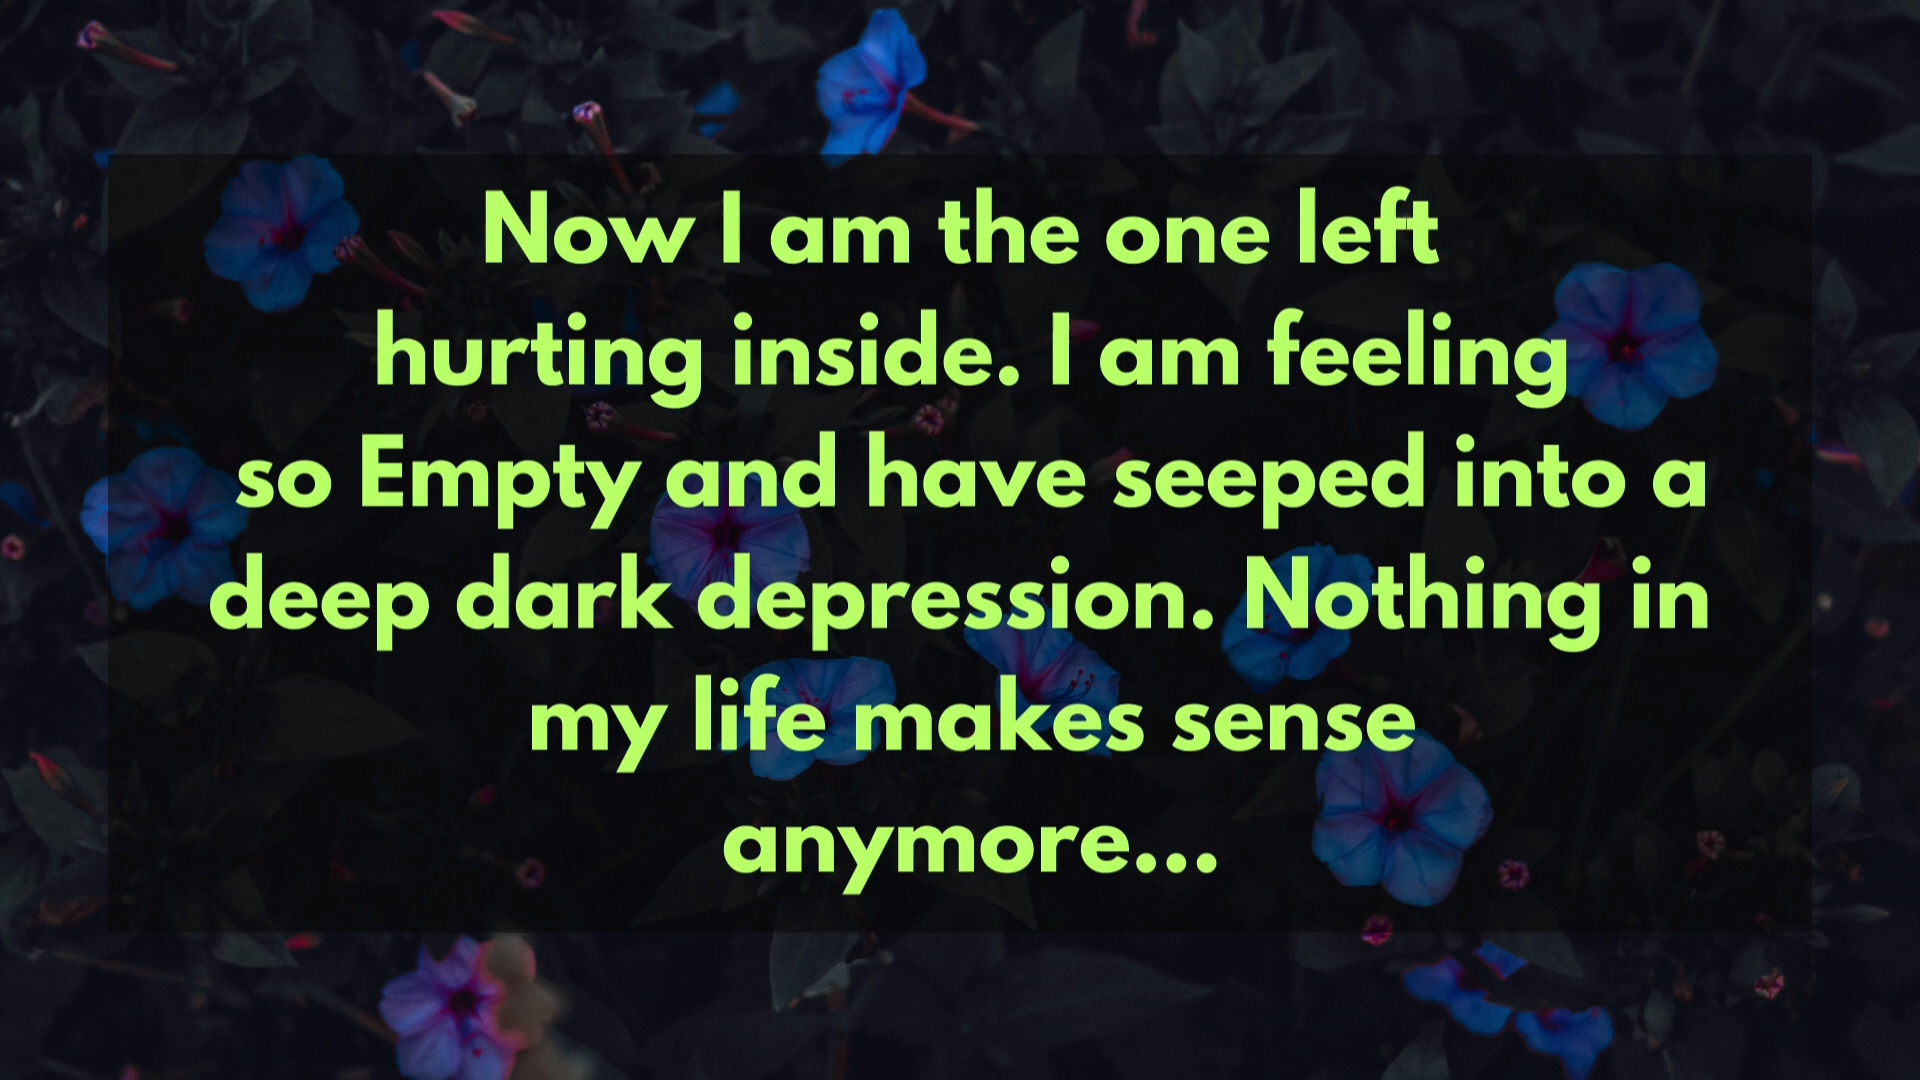 Now I am the one left
hurting inside. I am feeling
so Empty and have seeped into a
deep dark depression. Nothing in
my life makes sense
anymore...